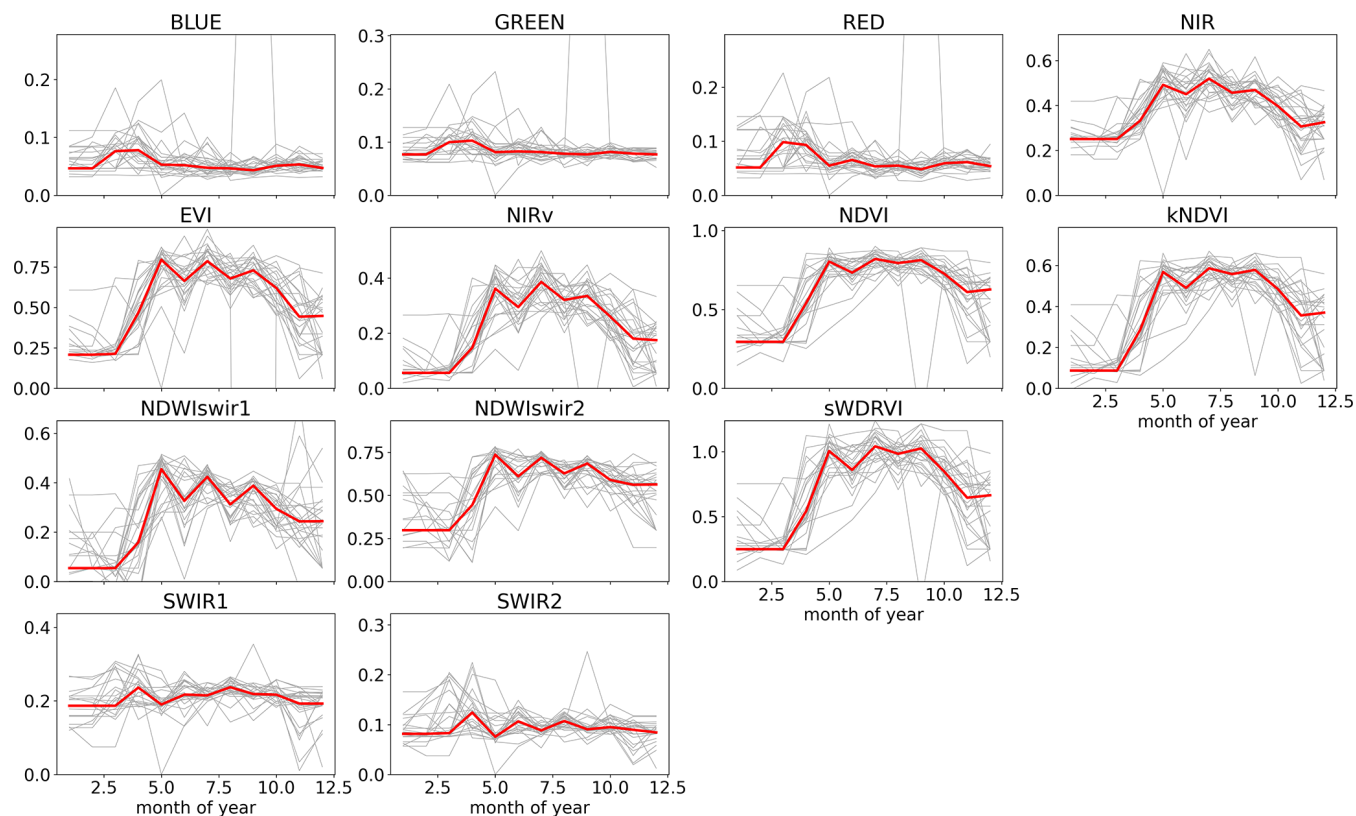 BLUE GREEN RED NIR
0.2 0.1 0.0
0.3 0.2 0.1 0.0
0.2 0.1 0.0
0.6 0.4 0.2 0.0
EVI NIRv NDVI kNDVI
0.75 0.50 0.25 0.00
0.4 0.2 0.0
1.0 0.5 0.0
0.6 0.4 0.2 0.0
2.5 5.0 7.5 10.0 12.5
month of year
NDWIswir1 NDWIswir2 sWDRVI
0.6 0.4 0.2 0.0
0.75 0.50 0.25 0.00
1.0 0.5 0.0
2.5 5.0 7.5 10.0 12.5
month of year
SWIR1 SWIR2
0.4 0.2 0.0
0.3 0.2 0.1 0.0
2.5 5.0 7.5 10.0 12.5 2.5 5.0 7.5 10.0 12.5
month of year month of year